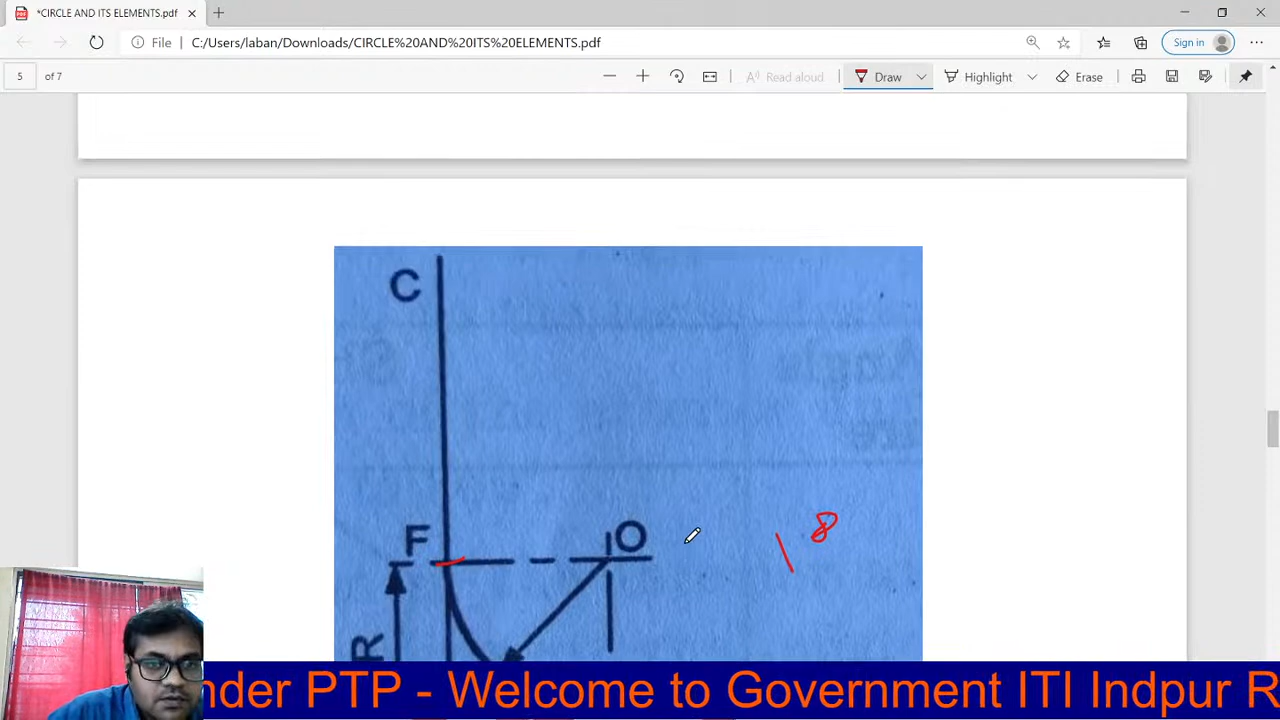 *CIRCLE AND ITS ELEMENTS.pdf
Sign in
File C:/Users/laban/Downloads/CIRCLE%20AND%20ITS%20ELEMENTS.pdf
5 of 7
Read aloud Draw Highlight Erase
C
F O
R
18
nder PTP - Welcome to Government ITI Indpur R